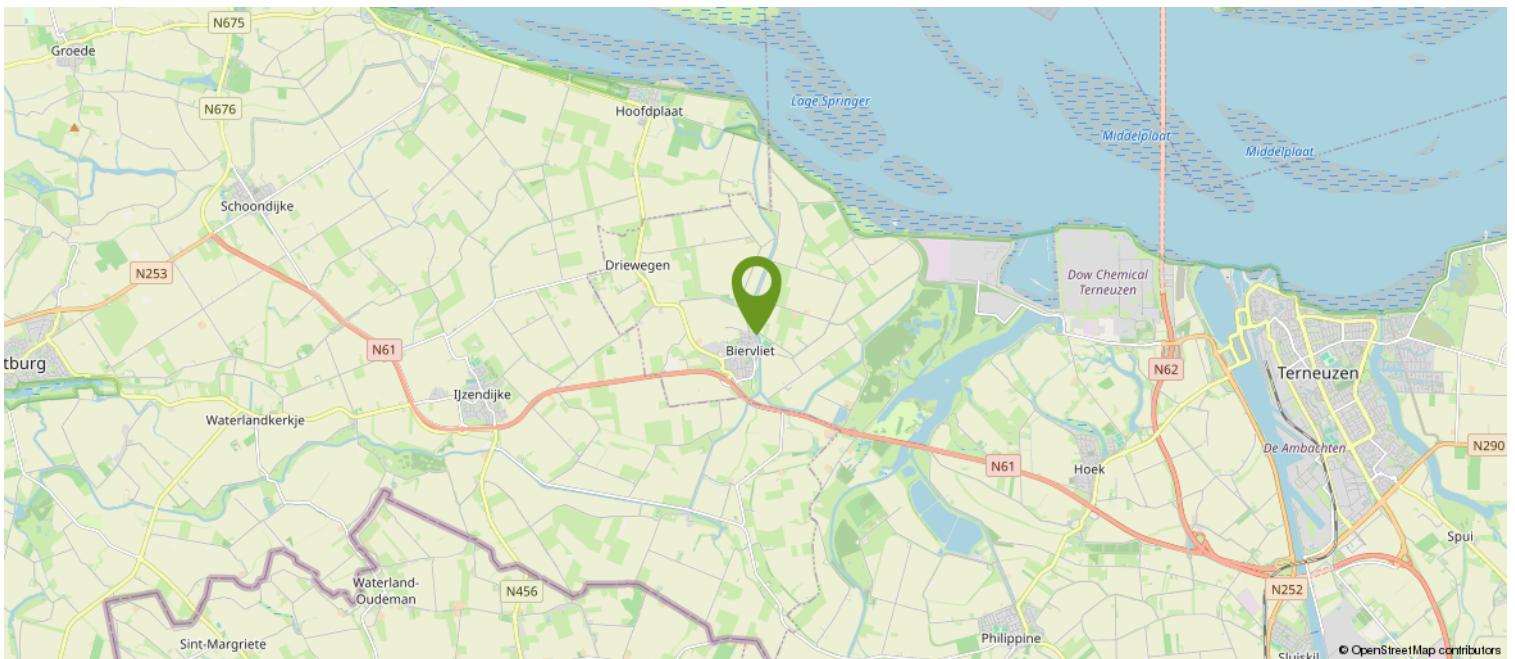 N675
Groede
N676
Hoofdplaat
Lage Springer
Middelplaat
Middelplaat
Schoondijke
N253
Driewegen
Dow Chemical
Terneuzen
N61
Biervliet
N62
tburg
Terneuzen
IJzendijke
Waterlandkerkje
De Ambachten
N290
N61
Hoek
Spui
Waterland-
Oudeman
N456
N252
Sint-Margriete
Philippine
Sluiskil
© OpenStreetMap contributors